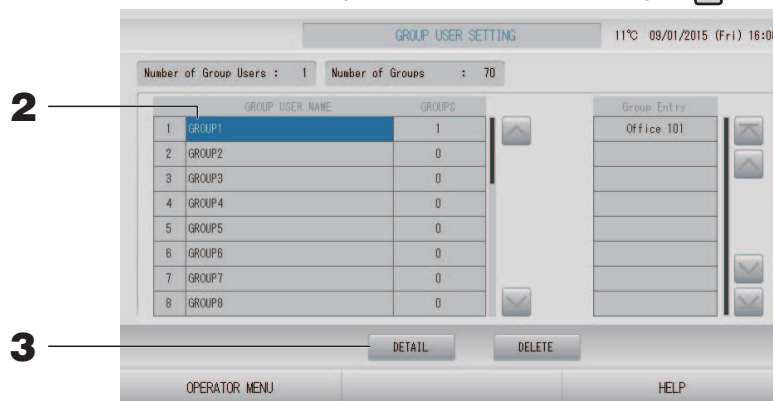 GROUP USER SETTING 11℃ 09/01/2015 (Fri) 16:0
Number of Group Users : 1 Number of Groups : 70
2
GROUP USER NAME GROUPS Group Entry
1 GROUP1 1 Office 101
2 GROUP2 0
3 GROUP3 0
4 GROUP4 0
5 GROUP5 0
6 GROUP6 0
7 GROUP7 0
8 GROUP8 0
3
DETAIL DELETE
OPERATOR MENU HELP